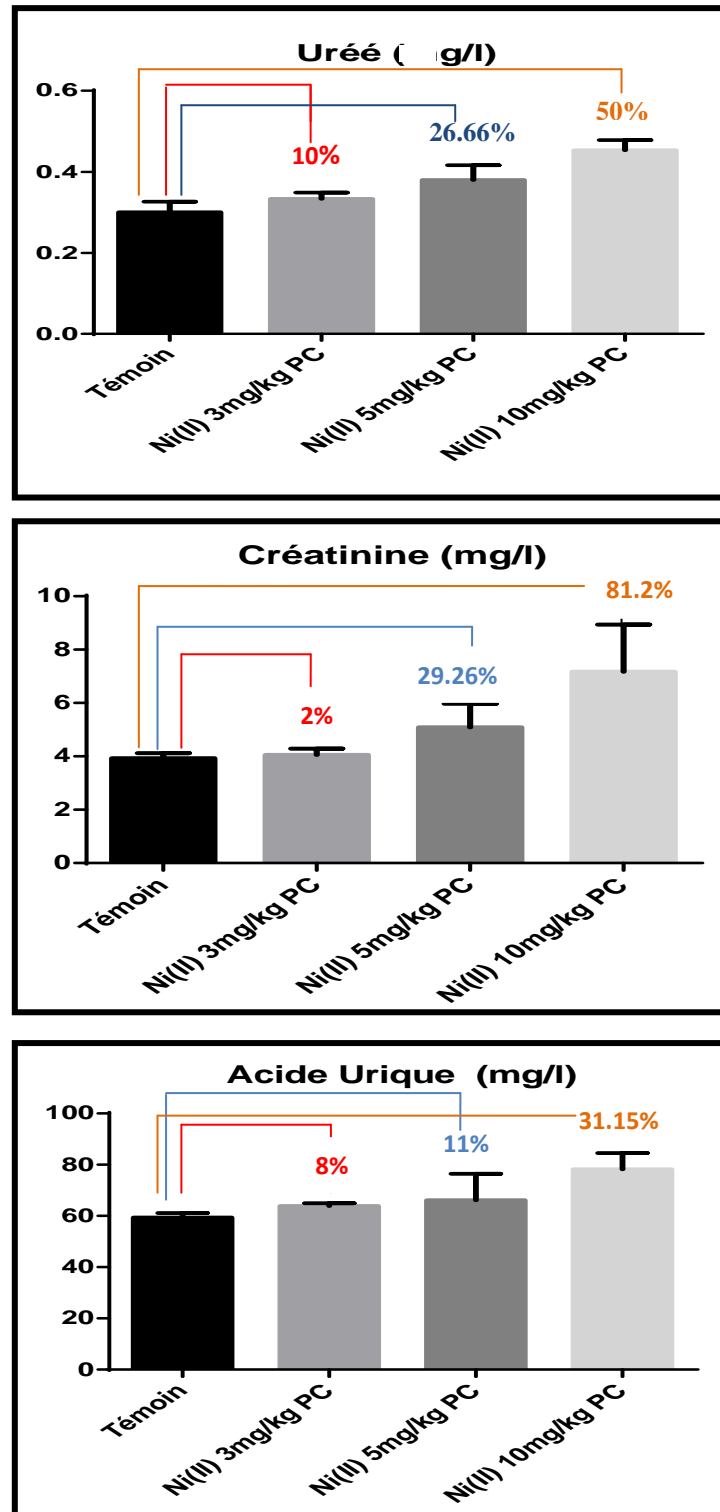 Uréé ( g/l)
0.6
0.4
0.2
0.0
10%
26.66%
50%
Témoin
Ni(II) 3mg/kg PC
Ni(II) 5mg/kg PC
Ni(II) 10mg/kg PC
Créatinine (mg/l)
10
8
6
4
2
0
2%
29.26%
81.2%
Témoin
Ni(II) 3mg/kg PC
Ni(II) 5mg/kg PC
Ni(II) 10mg/kg PC
Acide Urique (mg/l)
100
80
60
40
20
0
8%
11%
31.15%
Témoin
Ni(II) 3mg/kg PC
Ni(II) 5mg/kg PC
Ni(II) 10mg/kg PC